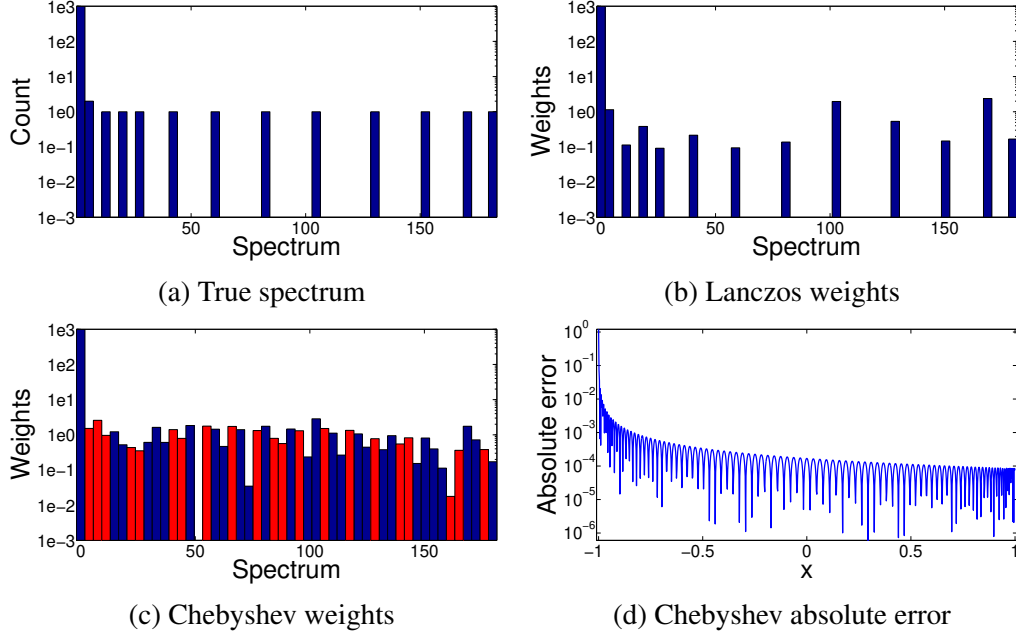 1e3
1e2
1e1
1e0
1e−1
1e−2
1e−3
Count
50 100 150
Spectrum
(a) True spectrum
1e3
1e2
1e1
1e0
1e−1
1e−2
1e−3
Weights
0 50 100 150
Spectrum
(b) Lanczos weights
1e3
1e2
1e1
1e0
1e−1
1e−2
1e−3
Weights
0 50 100 150
Spectrum
(c) Chebyshev weights
10^0
10^−1
10^−2
10^−3
10^−4
10^−5
10^−6
Absolute error
−1 −0.5 0 0.5 1
x
(d) Chebyshev absolute error